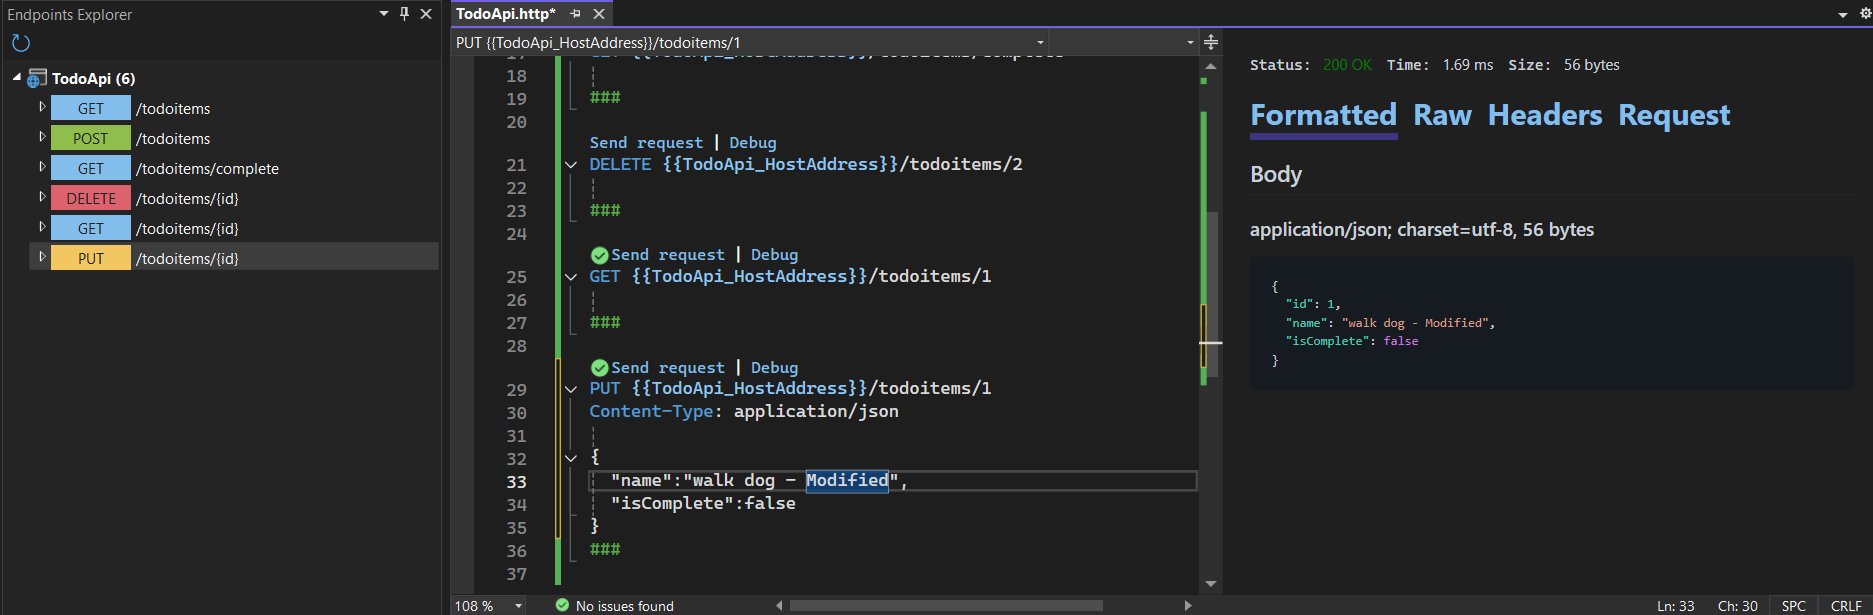 Endpoints Explorer
TodoApi (6)
GET /todoitems
POST /todoitems
GET /todoitems/complete
DELETE /todoitems/{id}
GET /todoitems/{id}
PUT /todoitems/{id}
TodoApi.http*
PUT {{TodoApi_HostAddress}}/todoitems/1
17 GET {{TodoApi_HostAddress}}/todoitems/complete
18
19 ###
20
Send request | Debug
21 DELETE {{TodoApi_HostAddress}}/todoitems/2
22
23 ###
24
Send request | Debug
25 GET {{TodoApi_HostAddress}}/todoitems/1
26
27 ###
28
Send request | Debug
29 PUT {{TodoApi_HostAddress}}/todoitems/1
30 Content-Type: application/json
31
32 {
33 "name":"walk dog - Modified",
34 "isComplete":false
35 }
36 ###
37
108 % No issues found
Status: 200 OK Time: 1.69 ms Size: 56 bytes
Formatted Raw Headers Request
Body
application/json; charset=utf-8, 56 bytes
{
"id": 1,
"name": "walk dog - Modified",
"isComplete": false
}
Ln: 33 Ch: 30 SPC CRLF